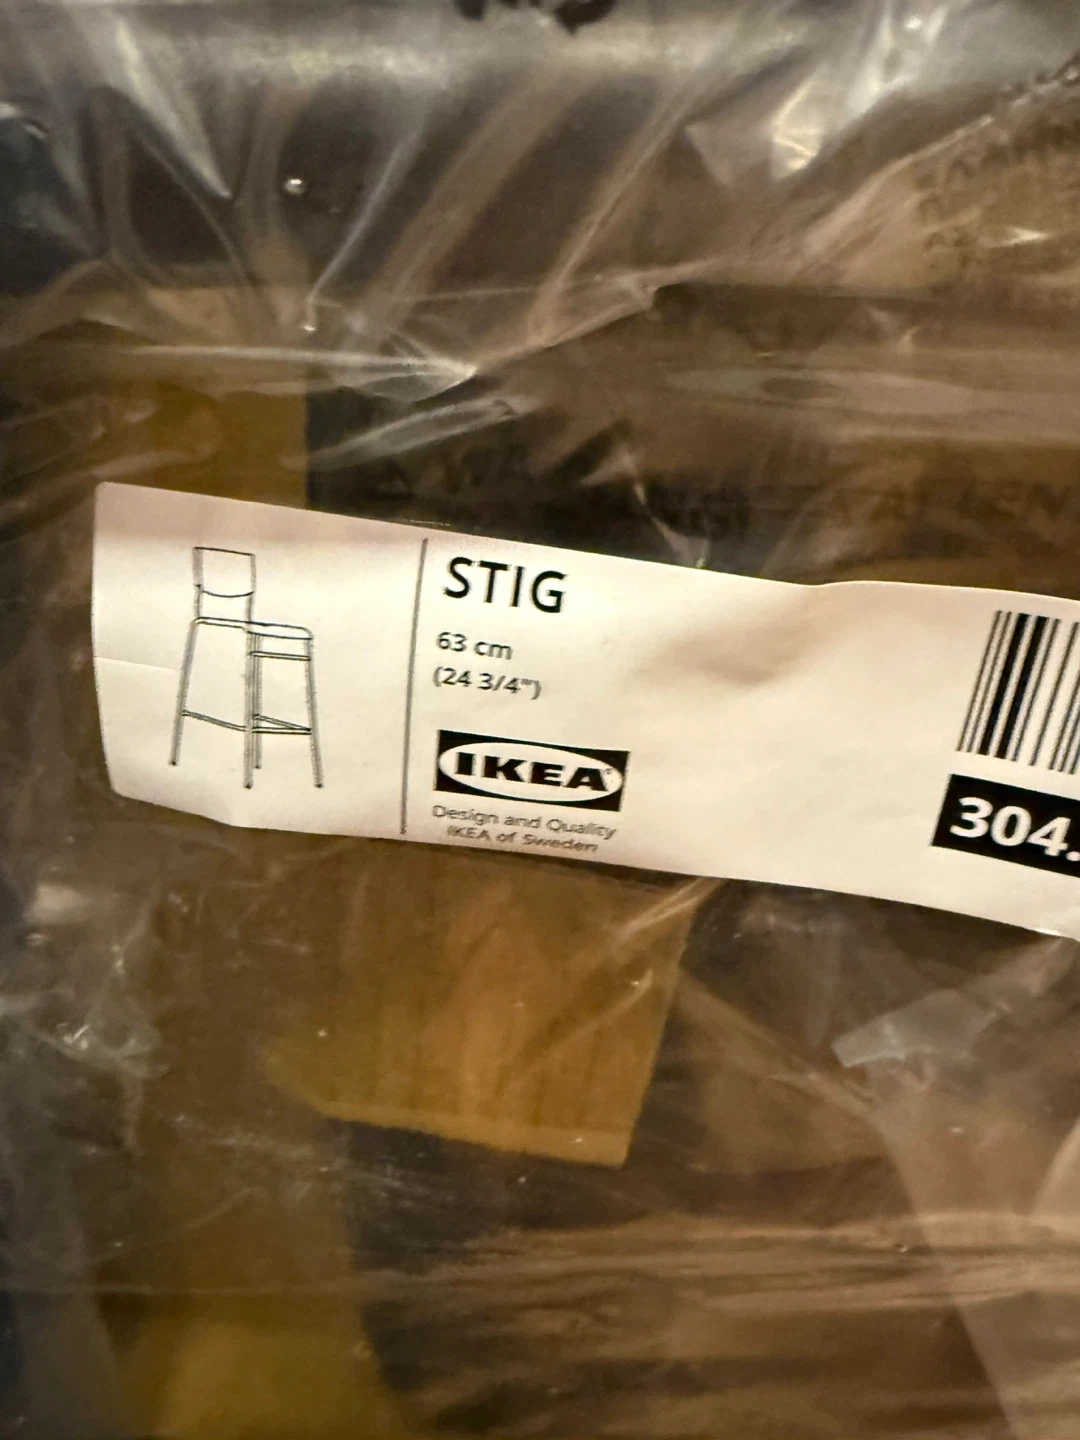 STIG
63 cm
(24 3/4")
IKEA®
Design and Quality
IKEA of Sweden
304.